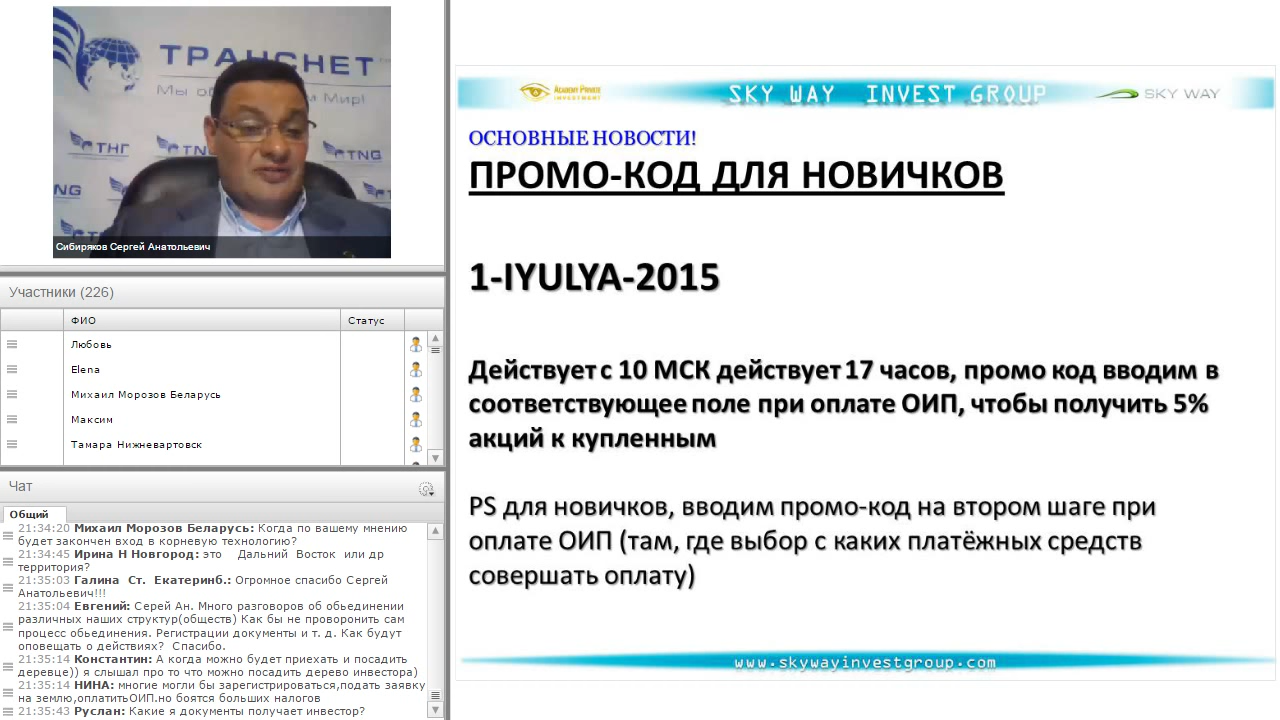 ТРАНСНЕТ
ТНГ
TNG
TNG
Сибиряков Сергей Анатольевич
Участники (226)
ФИО Статус
Любовь
Elena
Михаил Морозов Беларусь
Максим
Тамара Нижневартовск
Чат
Общий
21:34:20 Михаил Морозов Беларусь: Когда по вашему мнению
будет закончен вход в корневую технологию?
21:34:45 Ирина Н Новгород: это Дальний Восток или др
территория?
21:35:03 Галина Ст. Екатеринб.: Огромное спасибо Сергей
Анатольевич!!!
21:35:04 Евгений: Серей Ан. Много разговоров об обьединении
различных наших структур(обществ) Как бы не проворонить сам
процесс обьединения. Регистрации документы и т. д. Как будут
оповещать о действиях? Спасибо.
21:35:14 Константин: А когда можно будет приехать и посадить
деревце)) я слышал про то что можно посадить дерево инвестора)
21:35:14 НИНА: многие могли бы зарегистрироваться,подать заявку
на землю,оплатитьОИП.но боятся больших налогов
21:35:43 Руслан: Какие я документы получает инвестор?
ACADEMY PRIVATE
INVESTMENT
SKY WAY INVEST GROUP
SKY WAY
ОСНОВНЫЕ НОВОСТИ!
ПРОМО-КОД ДЛЯ НОВИЧКОВ
1-IYULYA-2015
Действует с 10 МСК действует 17 часов, промо код вводим в
соответствующее поле при оплате ОИП, чтобы получить 5%
акций к купленным
PS для новичков, вводим промо-код на втором шаге при
оплате ОИП (там, где выбор с каких платёжных средств
совершать оплату)
www.skywayinvestgroup.com